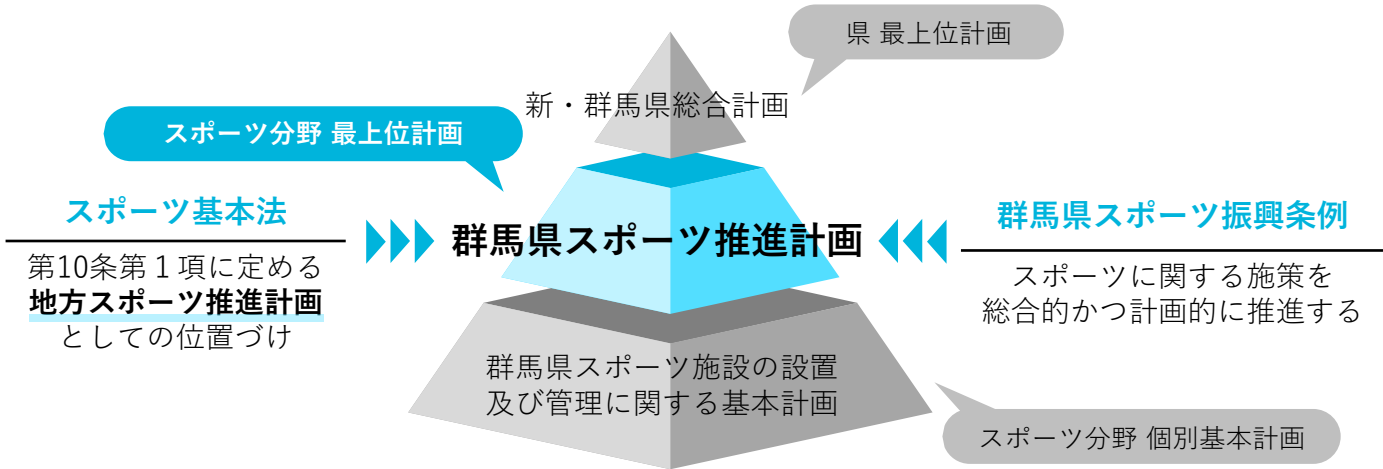 県 最上位計画
新・群馬県総合計画
スポーツ分野 最上位計画
スポーツ基本法
第10条第１項に定める
地方スポーツ推進計画
としての位置づけ
群馬県スポーツ推進計画
群馬県スポーツ振興条例
スポーツに関する施策を
総合的かつ計画的に推進する
群馬県スポーツ施設の設置
及び管理に関する基本計画
スポーツ分野 個別基本計画